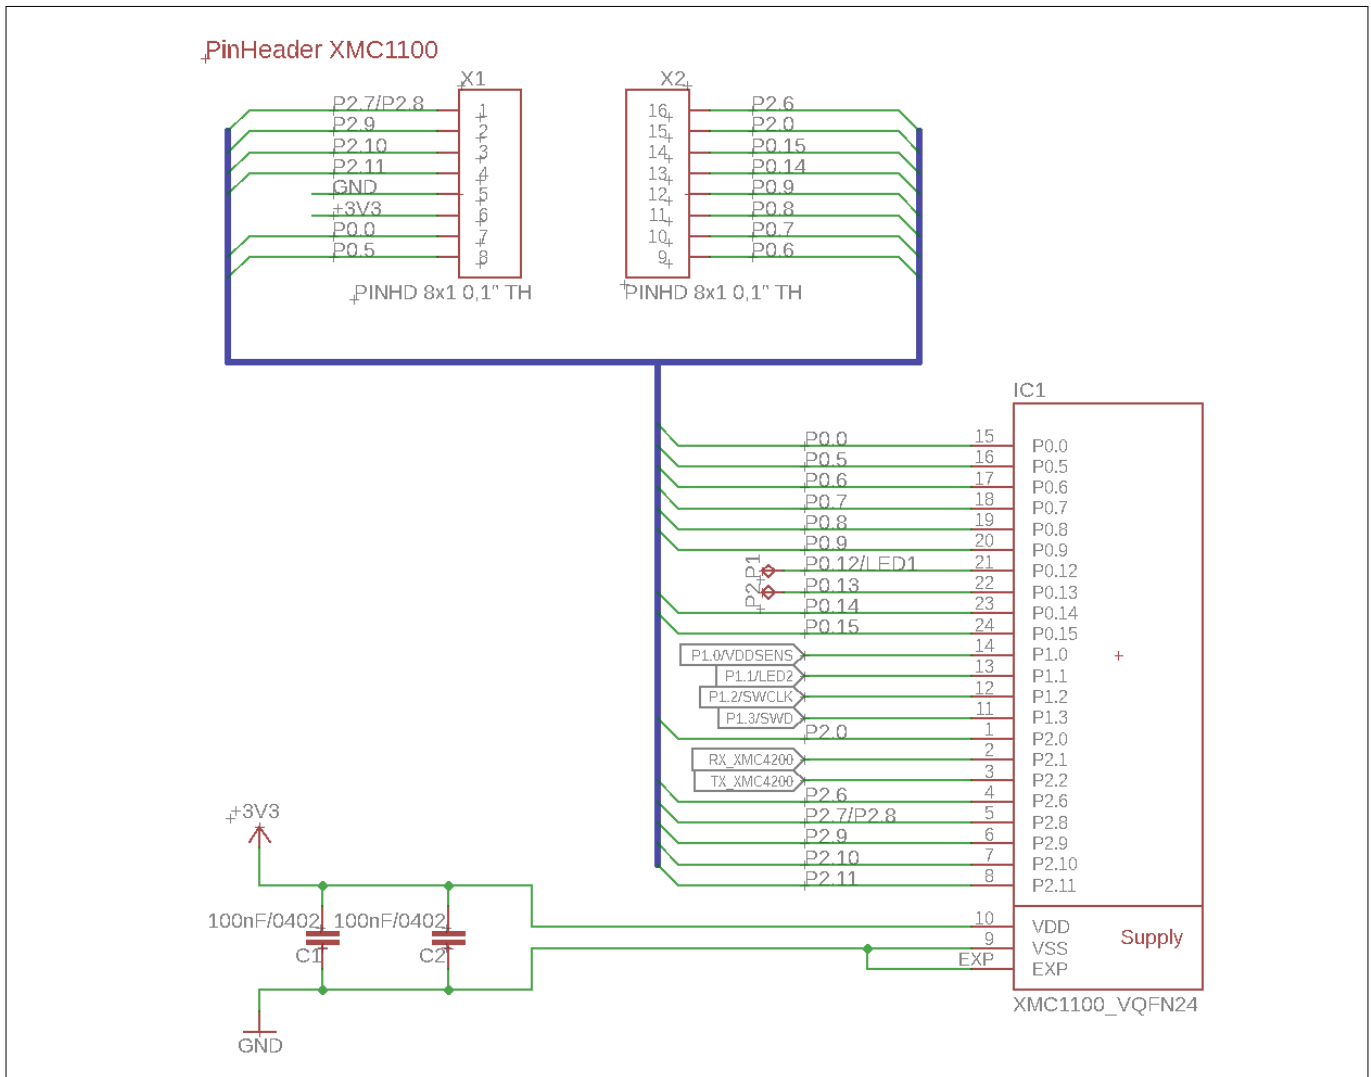 PinHeader XMC1100
X1
X2
P2.7/P2.8 1
P2.9 2
P2.10 3
P2.11 4
GND 5
+3V3 6
P0.0 7
P0.5 8
PINHD 8x1 0,1" TH
16 P2.6
15 P2.0
14 P0.15
13 P0.14
12 P0.9
11 P0.8
10 P0.7
9 P0.6
PINHD 8x1 0,1" TH
IC1
P0.0 15 P0.0
P0.5 16 P0.5
P0.6 17 P0.6
P0.7 18 P0.7
P0.8 19 P0.8
P0.9 20 P0.9
P1 P0.12/LED1 21 P0.12
P2 P0.13 22 P0.13
P0.14 23 P0.14
P0.15 24 P0.15
P1.0/VDDSENS 14 P1.0
P1.1/LED2 13 P1.1
P1.2/SWCLK 12 P1.2
P1.3/SWD 11 P1.3
P2.0 1 P2.0
RX_XMC4200 2 P2.1
TX_XMC4200 3 P2.2
P2.6 4 P2.6
P2.7/P2.8 5 P2.8
P2.9 6 P2.9
P2.10 7 P2.10
P2.11 8 P2.11
10 VDD
9 VSS
EXP EXP
Supply
XMC1100_VQFN24
+3V3
100nF/0402 100nF/0402
C1 C2
GND